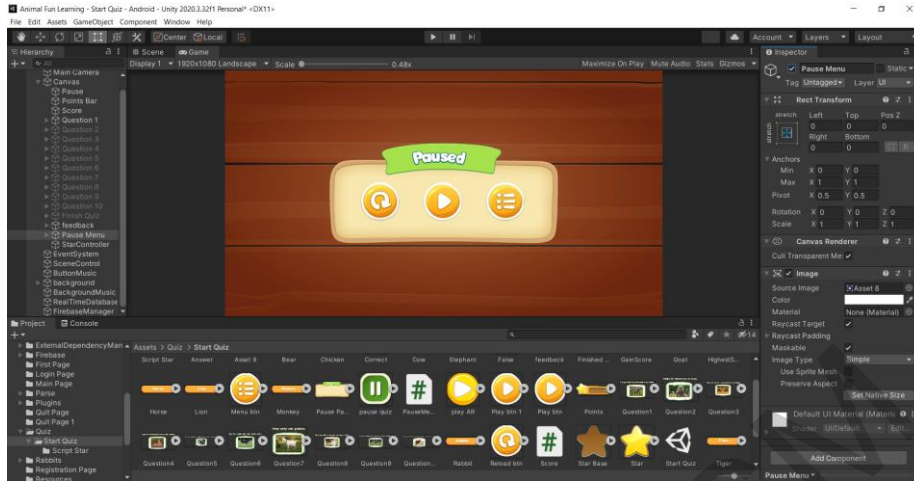 Animal Fun Learning - Start Quiz - Android - Unity 2020.3.32f1 Personal* <DX11>
File Edit Assets GameObject Component Window Help
Center Local Account Layers Layout
Hierarchy Scene Game Inspector
Display 1 1920x1080 Landscape Scale 0.48x Maximize On Play Mute Audio Stats Gizmos
All
Main Camera
Canvas
Pause
Points Bar
Score
Question 1
Question 2
Question 3
Question 4
Question 5
Question 6
Question 7
Question 8
Question 9
Question 10
Finish Quiz
feedback
Pause Menu
StarController
EventSystem
SceneControl
ButtonMusic
background
BackgroundMusic
RealTimeDatabase
FirebaseManager
Paused
Pause Menu Static
Tag Untagged Layer UI
Rect Transform
stretch Left Top Pos Z
stretch 0 0 0
Right Bottom
0 0 R
Anchors
Min X 0 Y 0
Max X 1 Y 1
Pivot X 0.5 Y 0.5
Rotation X 0 Y 0 Z 0
Scale X 1 Y 1 Z 1
Canvas Renderer
Cull Transparent Me
Image
Source Image Asset 8
Color
Material None (Material)
Raycast Target
Raycast Padding
Maskable
Image Type Simple
Use Sprite Mesh
Preserve Aspect
Set Native Size
Default UI Material (Materi
Shader UI/Default Edit...
Add Component
Pause Menu
Project Console
14
ExternalDependencyMan
Firebase
First Page
Login Page
Main Page
Parse
Plugins
Quit Page
Quit Page 1
Quiz
Start Quiz
Script Star
Rabbits
Registration Page
Resources
Assets > Quiz > Start Quiz
Script Star Answer Asset 9 Bear Chicken Correct Cow Elephant False feedback Finished ... GainScore Goat HighestS...
Horse Lion Menu btn Monkey Pause Pa... pause quiz PauseMe... play AR Play btn 1 Play btn Points Question1 Question2 Question3
Question4 Question5 Question6 Question7 Question8 Question9 Question... Rabbit Reload btn Score Star Base Star Start Quiz Tiger